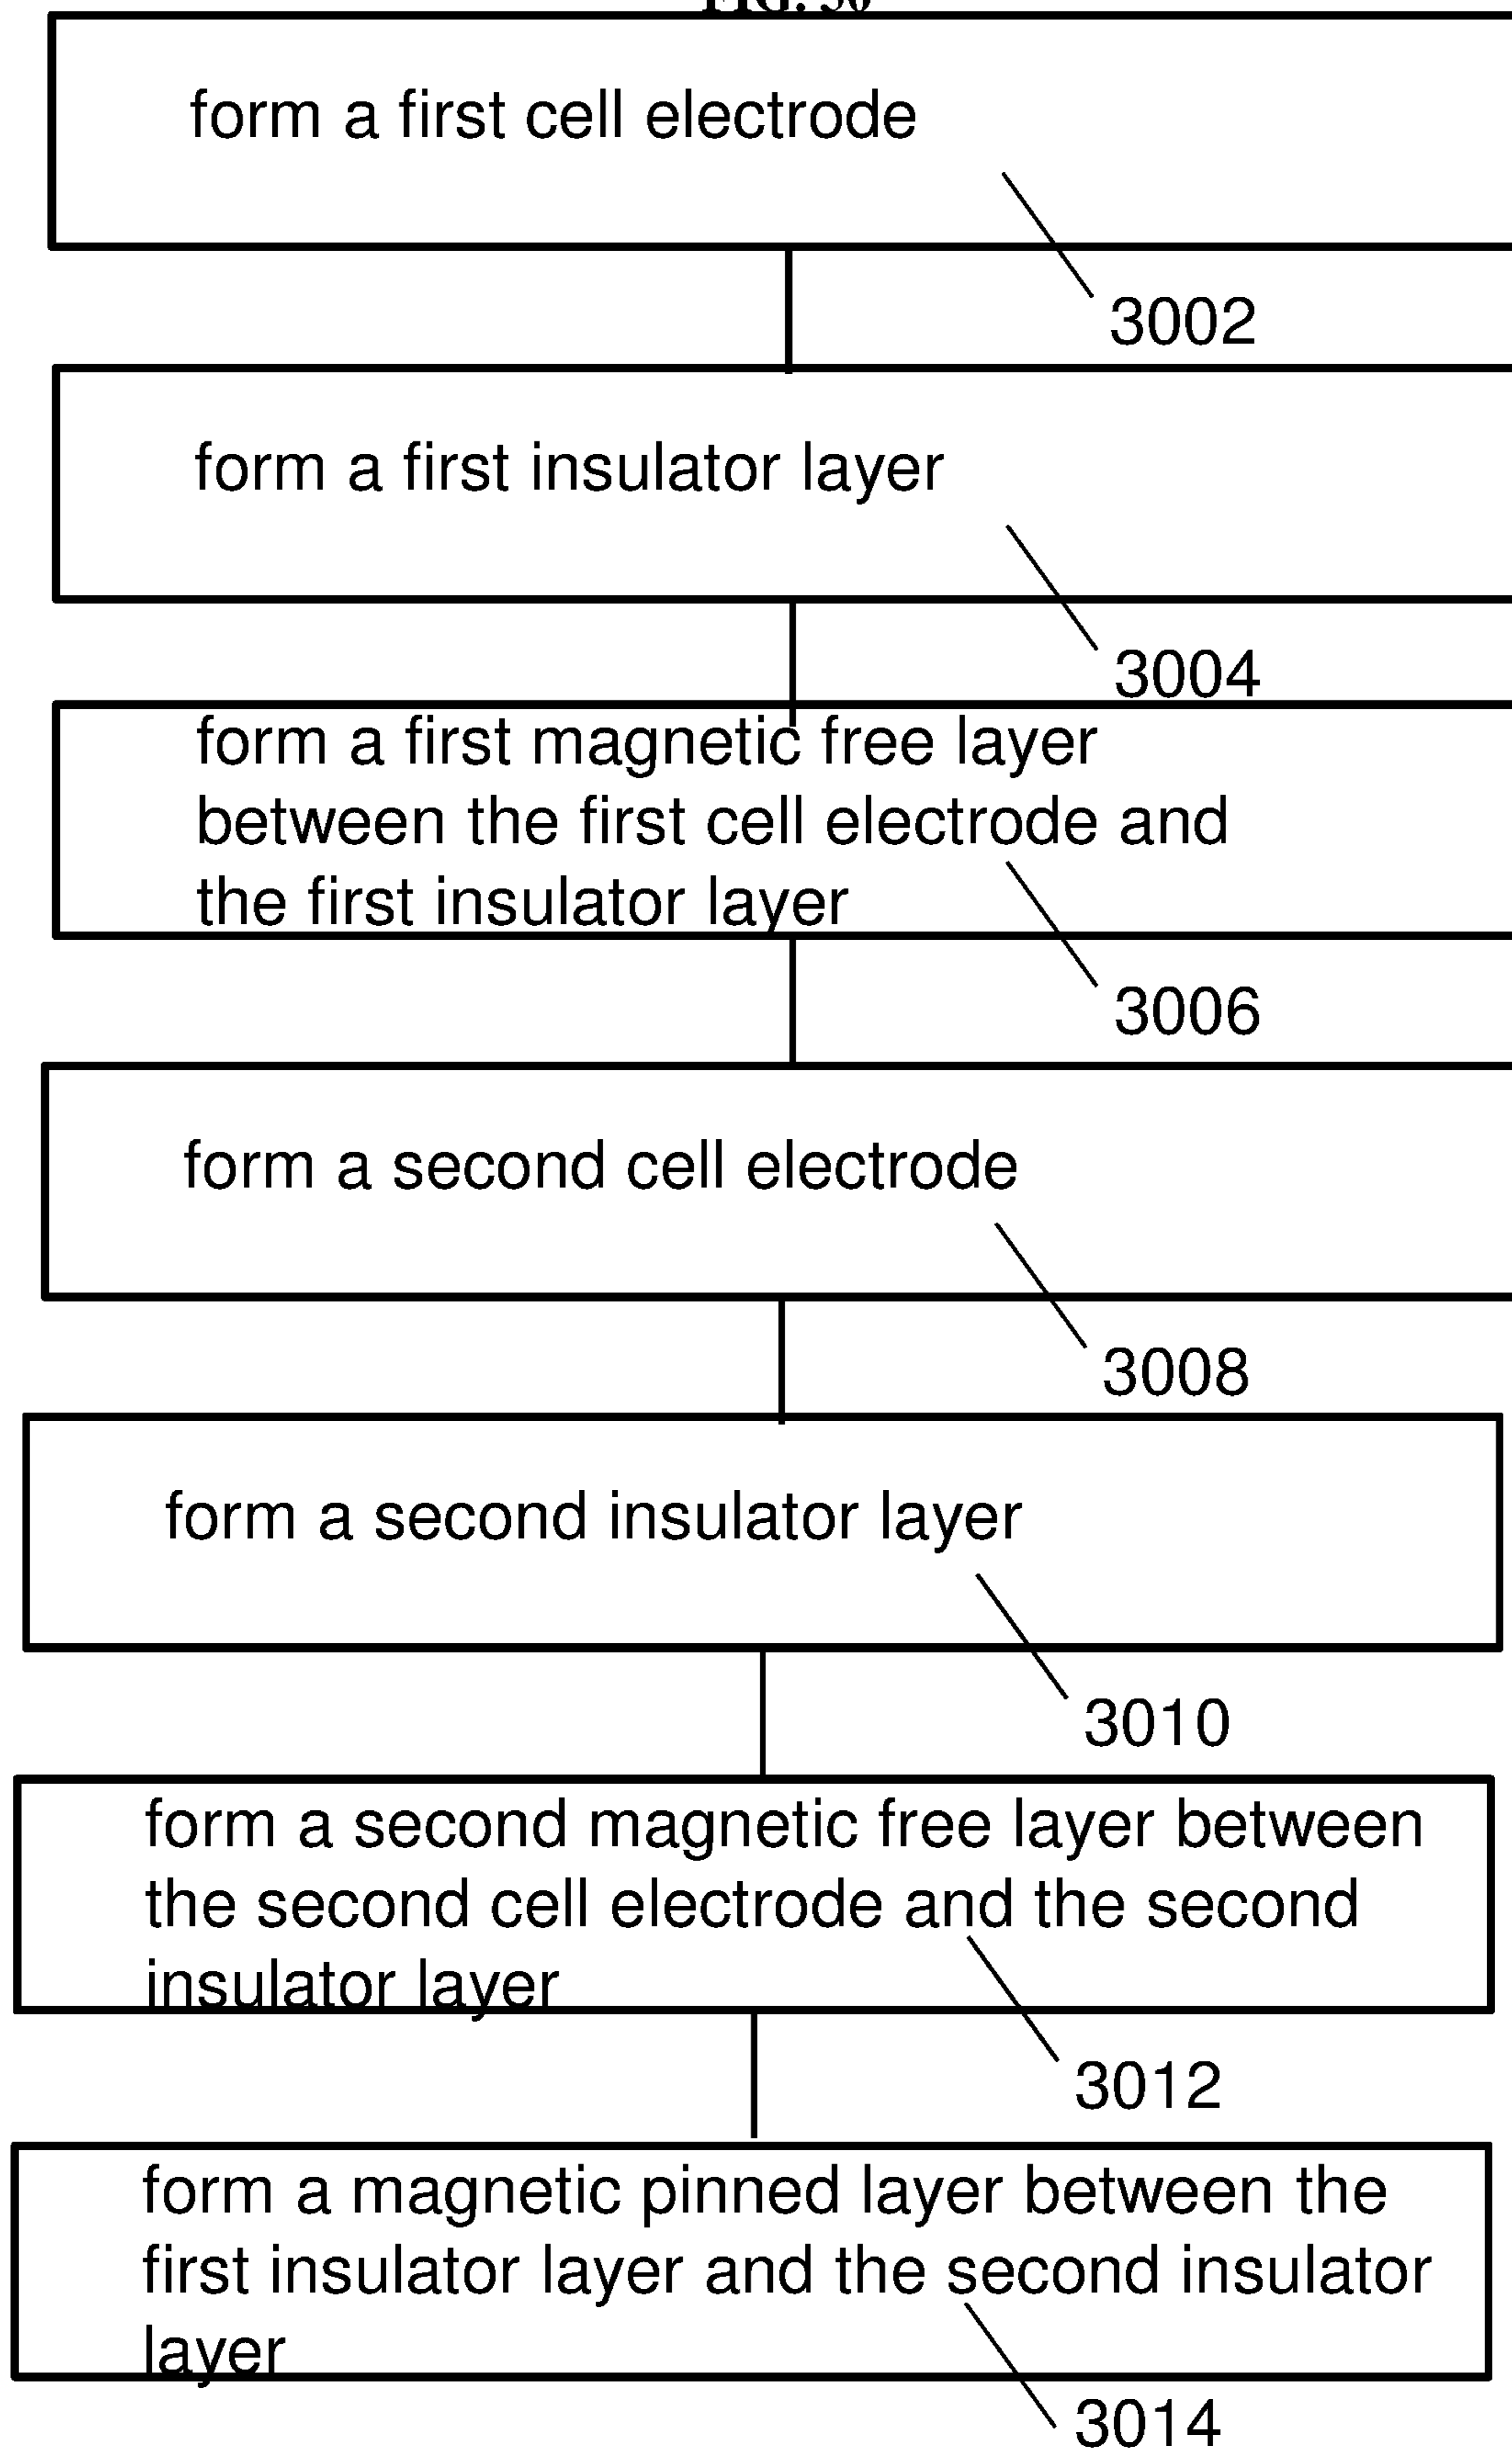 FIG. 30
form a first cell electrode
3002
form a first insulator layer
3004
form a first magnetic free layer
between the first cell electrode and
the first insulator layer
3006
form a second cell electrode
3008
form a second insulator layer
3010
form a second magnetic free layer between
the second cell electrode and the second
insulator layer
3012
form a magnetic pinned layer between the
first insulator layer and the second insulator
layer
3014